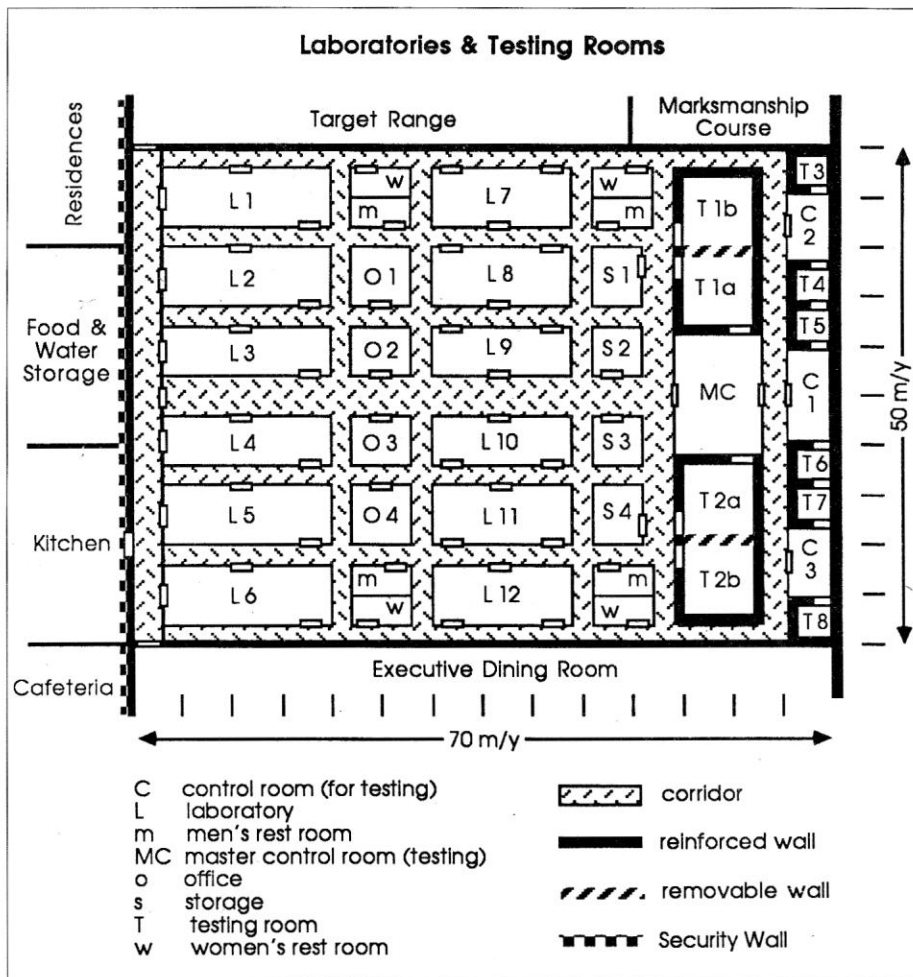 Laboratories & Testing Rooms
Residences
Target Range
Marksmanship
Course
L1
w
m
L7
w
m
T1b
T3
C
2
L2
O1
L8
S1
T1a
T4
Food &
Water
Storage
L3
O2
L9
S2
T5
MC
C
1
50 m/y
L4
O3
L10
S3
T6
Kitchen
L5
O4
L11
S4
T2a
T7
C
3
L6
m
w
L12
m
w
T2b
T8
Cafeteria
Executive Dining Room
70 m/y
C control room (for testing)
L laboratory
m men's rest room
MC master control room (testing)
o office
s storage
T testing room
w women's rest room
corridor
reinforced wall
removable wall
Security Wall